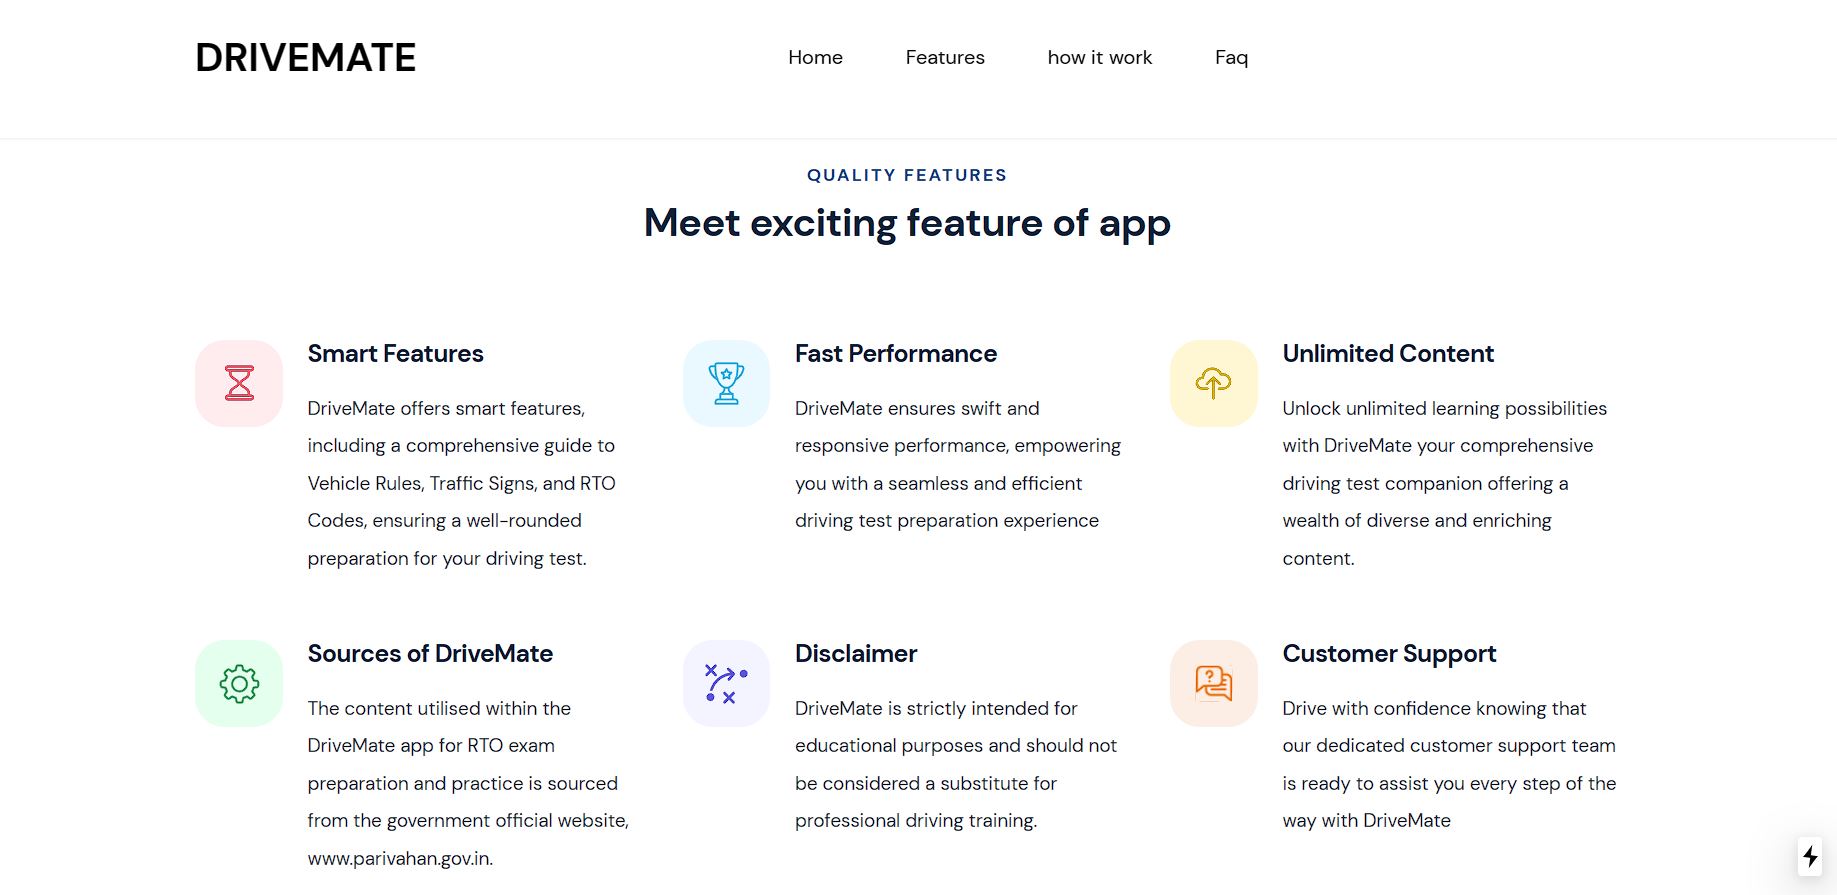 DRIVEMATE
Home
Features
how it work
Faq
QUALITY FEATURES
Meet exciting feature of app
Smart Features
DriveMate offers smart features,
including a comprehensive guide to
Vehicle Rules, Traffic Signs, and RTO
Codes, ensuring a well-rounded
preparation for your driving test.
Fast Performance
DriveMate ensures swift and
responsive performance, empowering
you with a seamless and efficient
driving test preparation experience
Unlimited Content
Unlock unlimited learning possibilities
with DriveMate your comprehensive
driving test companion offering a
wealth of diverse and enriching
content.
Sources of DriveMate
The content utilised within the
DriveMate app for RTO exam
preparation and practice is sourced
from the government official website,
www.parivahan.gov.in.
Disclaimer
DriveMate is strictly intended for
educational purposes and should not
be considered a substitute for
professional driving training.
Customer Support
Drive with confidence knowing that
our dedicated customer support team
is ready to assist you every step of the
way with DriveMate